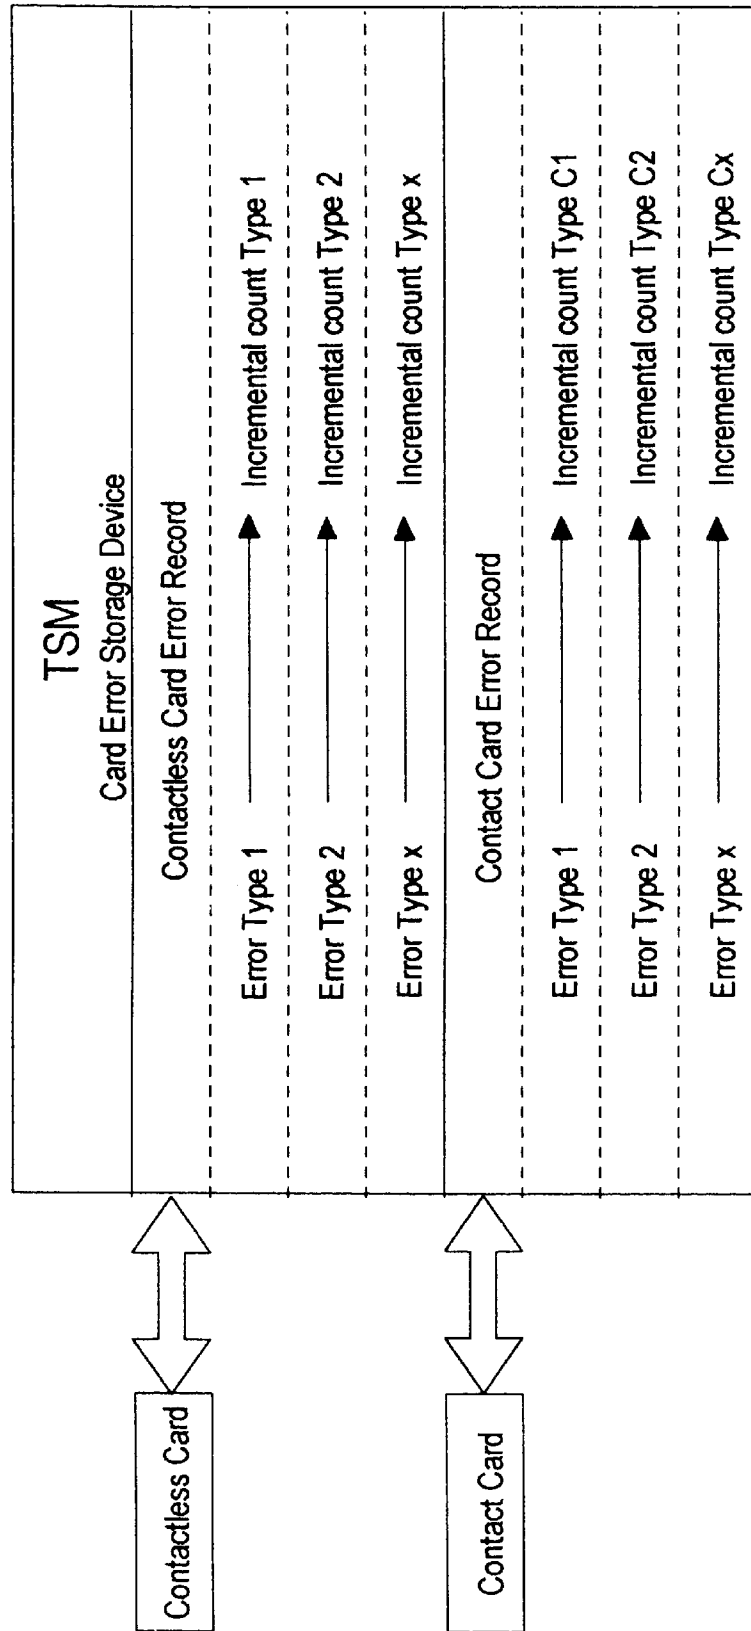 TSM
Card Error Storage Device
Contactless Card
Contactless Card Error Record
Error Type 1 Incremental count Type 1
Error Type 2 Incremental count Type 2
Error Type x Incremental count Type x
Contact Card
Contact Card Error Record
Error Type 1 Incremental count Type C1
Error Type 2 Incremental count Type C2
Error Type x Incremental count Type Cx